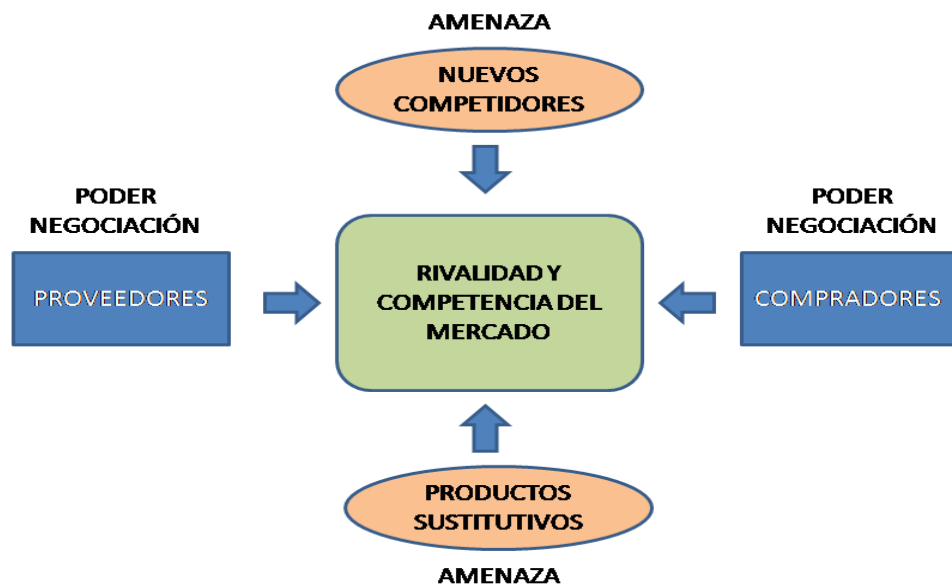 AMENAZA
NUEVOS
COMPETIDORES
PODER
NEGOCIACIÓN
PROVEEDORES
RIVALIDAD Y
COMPETENCIA DEL
MERCADO
PODER
NEGOCIACIÓN
COMPRADORES
PRODUCTOS
SUSTITUTIVOS
AMENAZA